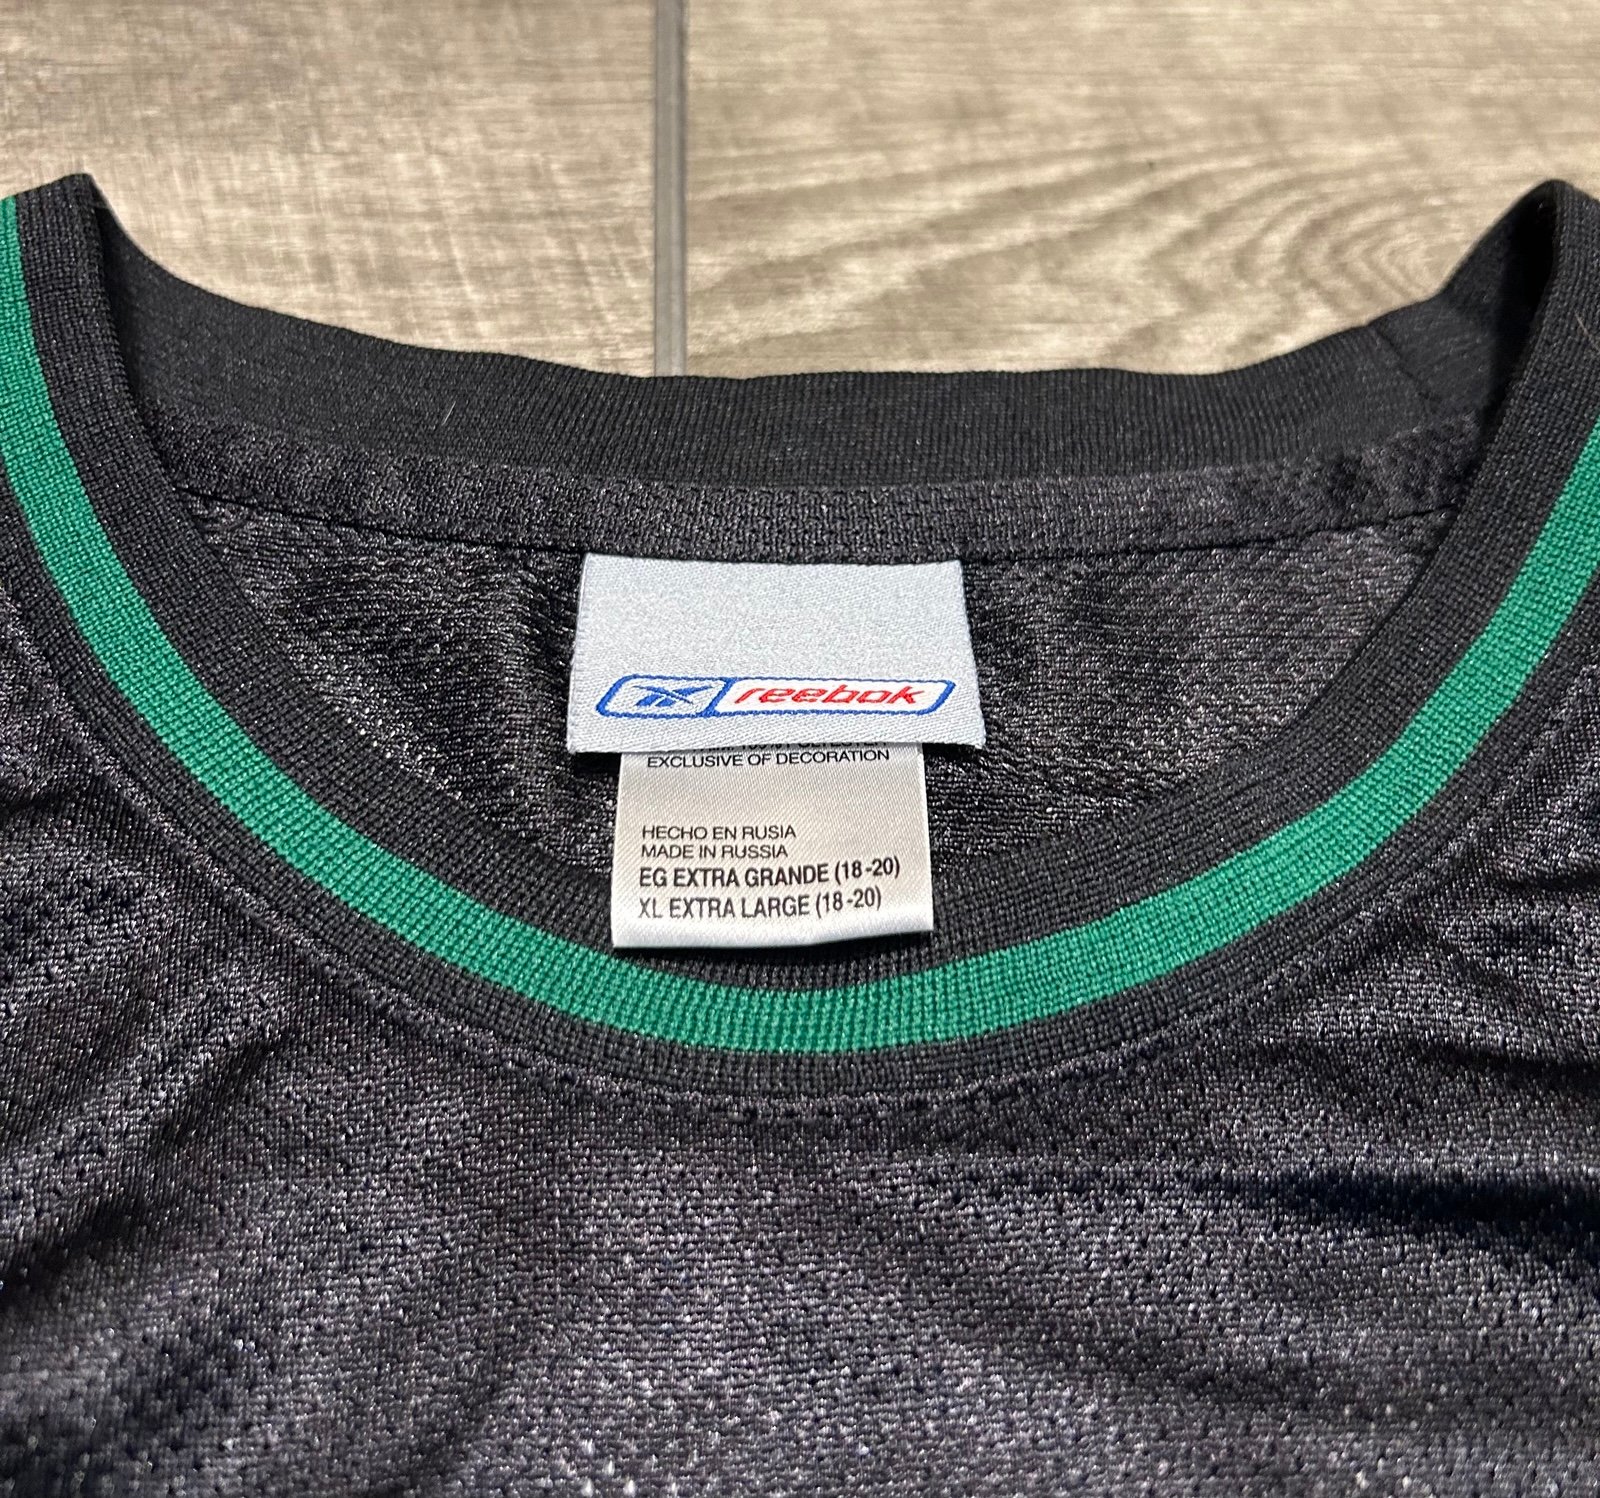 reebok
EXCLUSIVE OF DECORATION
HECHO EN RUSIA
MADE IN RUSSIA
EG EXTRA GRANDE (18-20)
XL EXTRA LARGE (18-20)